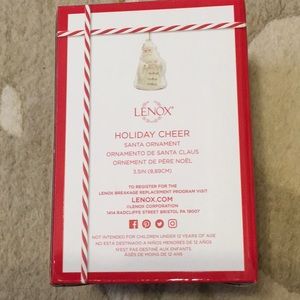 LENOX®
HOLIDAY CHEER
SANTA ORNAMENT
ORNAMENTO DE SANTA CLAUS
ORNEMENT DE PÈRE NOËL
3.5IN (8,89CM)
TO REGISTER FOR THE
LENOX BREAKAGE REPLACEMENT PROGRAM VISIT
LENOX.COM
©LENOX CORPORATION
1414 RADCLIFFE STREET BRISTOL PA 19007
NOT INTENDED FOR CHILDREN UNDER 12 YEARS OF AGE
NO ESTÁ DESTINADO A NIÑOS MENORES DE 12 AÑOS
N'EST PAS DESTINÉ AUX ENFANTS
ÂGÉS DE MOINS DE 12 ANS